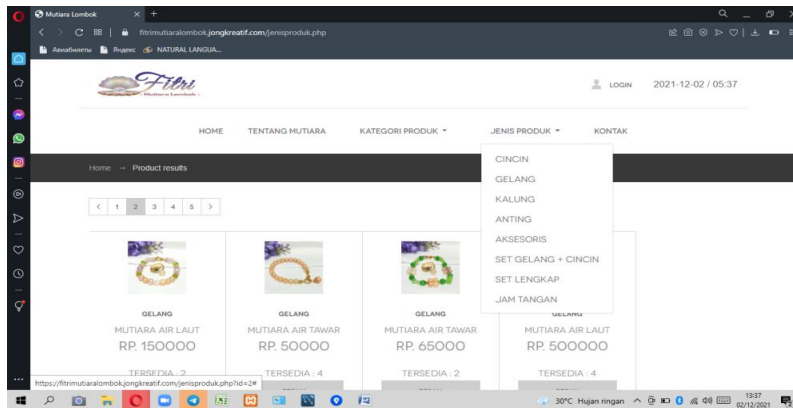 Mutiara Lombok
fitrimutiaralombok.jongkreatif.com/jenisproduk.php
Авиабилеты Яндекс NATURAL LANGUA...
Fitri
- Mutiara Lombok -
LOGIN 2021-12-02 / 05:37
HOME TENTANG MUTIARA KATEGORI PRODUK JENIS PRODUK KONTAK
Home → Product results
CINCIN
GELANG
KALUNG
ANTING
AKSESORIS
SET GELANG + CINCIN
SET LENGKAP
JAM TANGAN
< 1 2 3 4 5 >
GELANG GELANG GELANG GELANG
MUTIARA AIR LAUT MUTIARA AIR TAWAR MUTIARA AIR TAWAR MUTIARA AIR LAUT
RP. 150000 RP. 50000 RP. 65000 RP. 500000
TERSEDIA : 2 TERSEDIA : 4 TERSEDIA : 2 TERSEDIA : 4
https://fitrimutiaralombok.jongkreatif.com/jenisproduk.php?id=2#
30°C Hujan ringan 13:37
02/12/2021